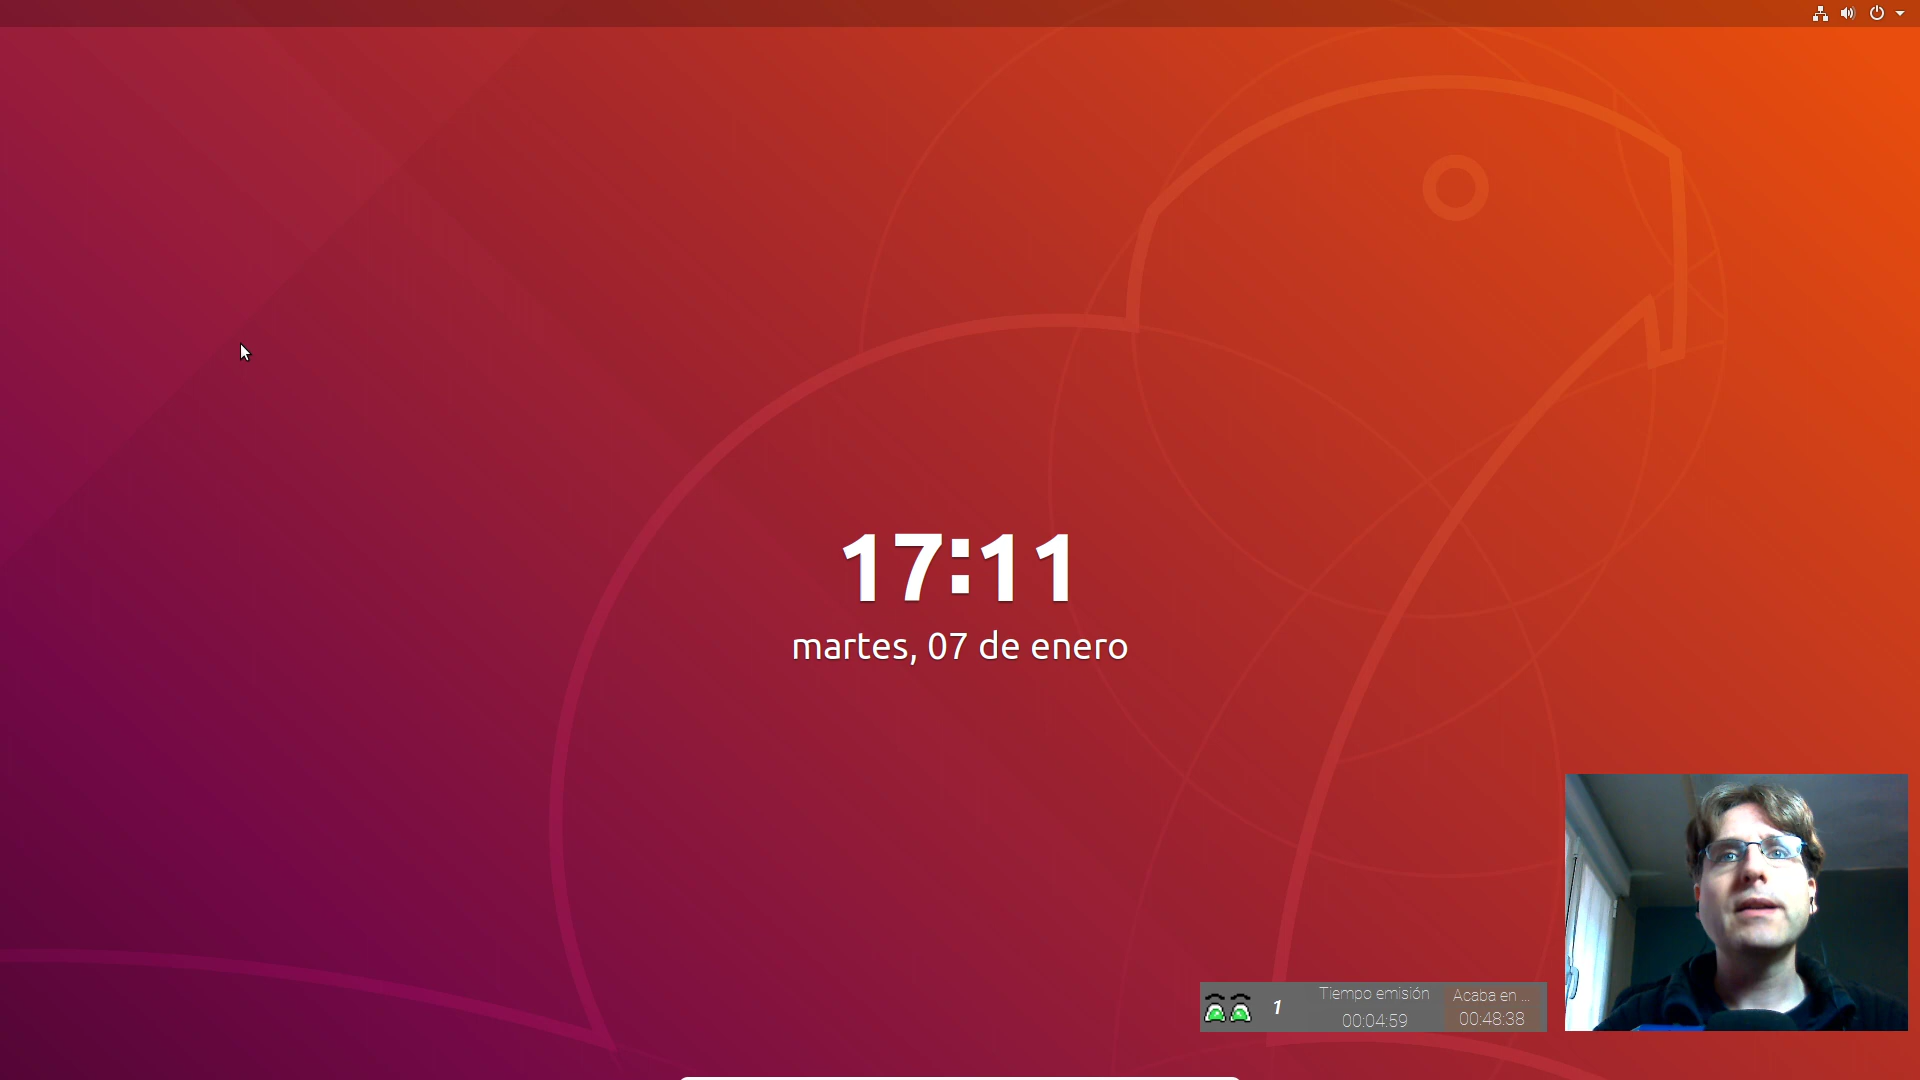 17:11
martes, 07 de enero
1
Tiempo emisión
00:04:59
Acaba en ...
00:48:38